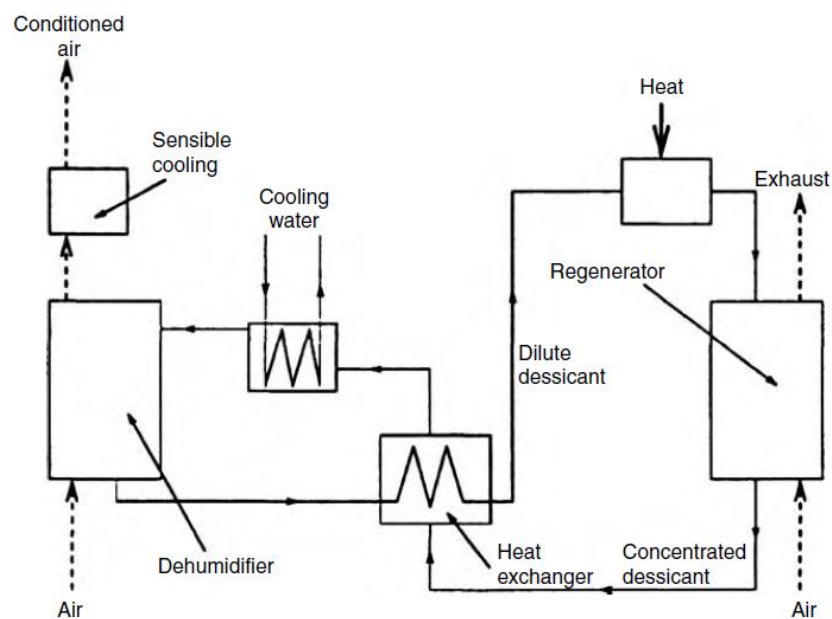 Conditioned
air
Heat
Sensible
cooling
Exhaust
Cooling
water
Regenerator
Dilute
dessicant
Dehumidifier
Heat
exchanger
Concentrated
dessicant
Air
Air